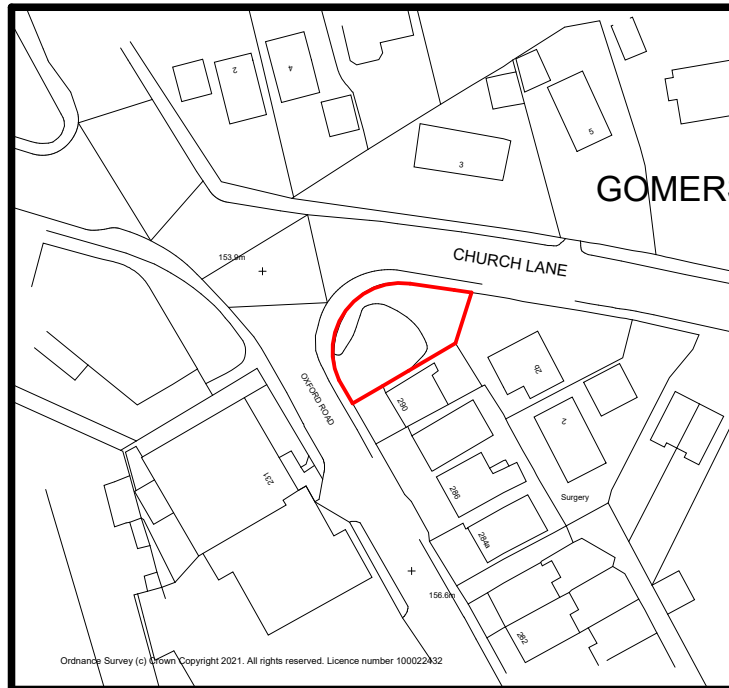 2
4
3
5
GOMERS
153.9m
CHURCH LANE
OXFORD ROAD
290
2b
2
231
286
Surgery
284a
156.6m
282
Ordnance Survey (c) Crown Copyright 2021. All rights reserved. Licence number 100022432